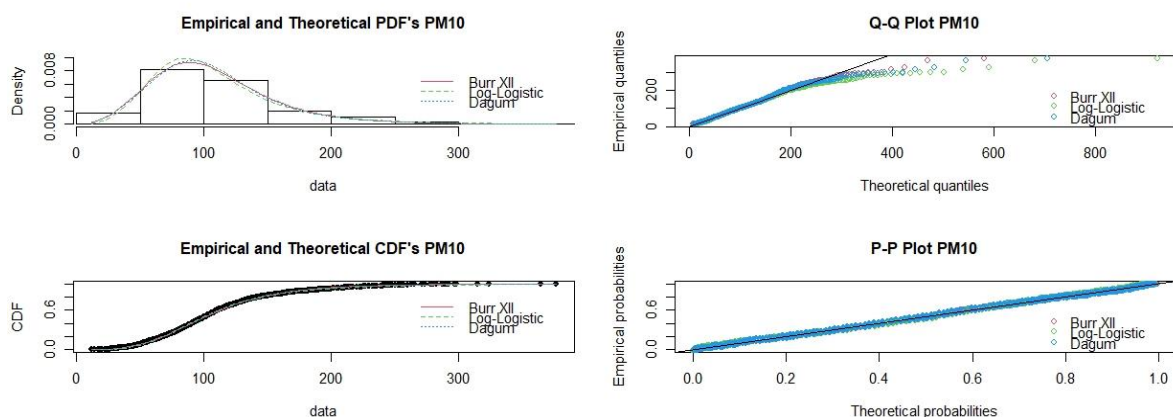 Empirical and Theoretical PDF's PM10
Density
0.000
0.008
Burr XII
Log-Logistic
Dagum
0
100
200
300
data
Q-Q Plot PM10
Empirical quantiles
0
200
Burr XII
Log-Logistic
Dagum
0
200
400
600
800
Theoretical quantiles
Empirical and Theoretical CDF's PM10
CDF
0.0
0.6
Burr XII
Log-Logistic
Dagum
0
100
200
300
data
P-P Plot PM10
Empirical probabilities
0.0
0.6
Burr XII
Log-Logistic
Dagum
0.0
0.2
0.4
0.6
0.8
1.0
Theoretical probabilities